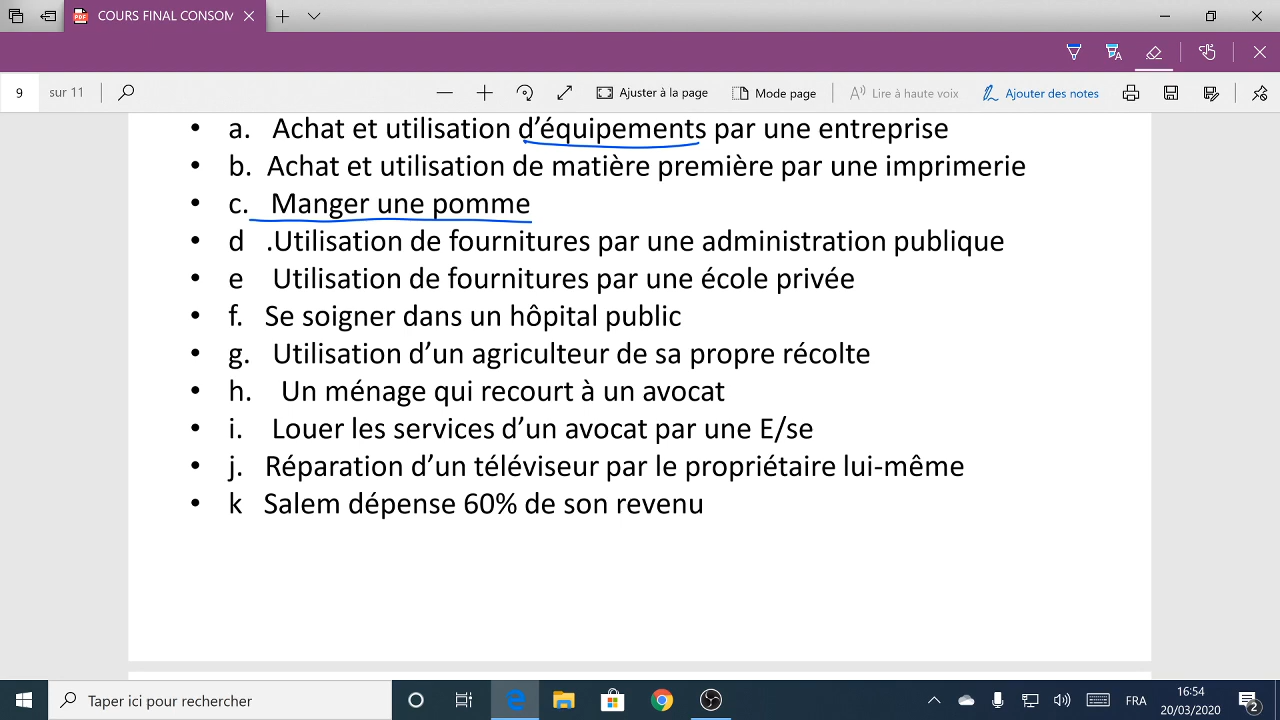 COURS FINAL CONSOM
9 sur 11 Ajuster à la page Mode page Lire à haute voix Ajouter des notes
• a. Achat et utilisation d’équipements par une entreprise
• b. Achat et utilisation de matière première par une imprimerie
• c. Manger une pomme
• d .Utilisation de fournitures par une administration publique
• e Utilisation de fournitures par une école privée
• f. Se soigner dans un hôpital public
• g. Utilisation d’un agriculteur de sa propre récolte
• h. Un ménage qui recourt à un avocat
• i. Louer les services d’un avocat par une E/se
• j. Réparation d’un téléviseur par le propriétaire lui-même
• k Salem dépense 60% de son revenu
Taper ici pour rechercher
FRA
16:54
20/03/2020
2